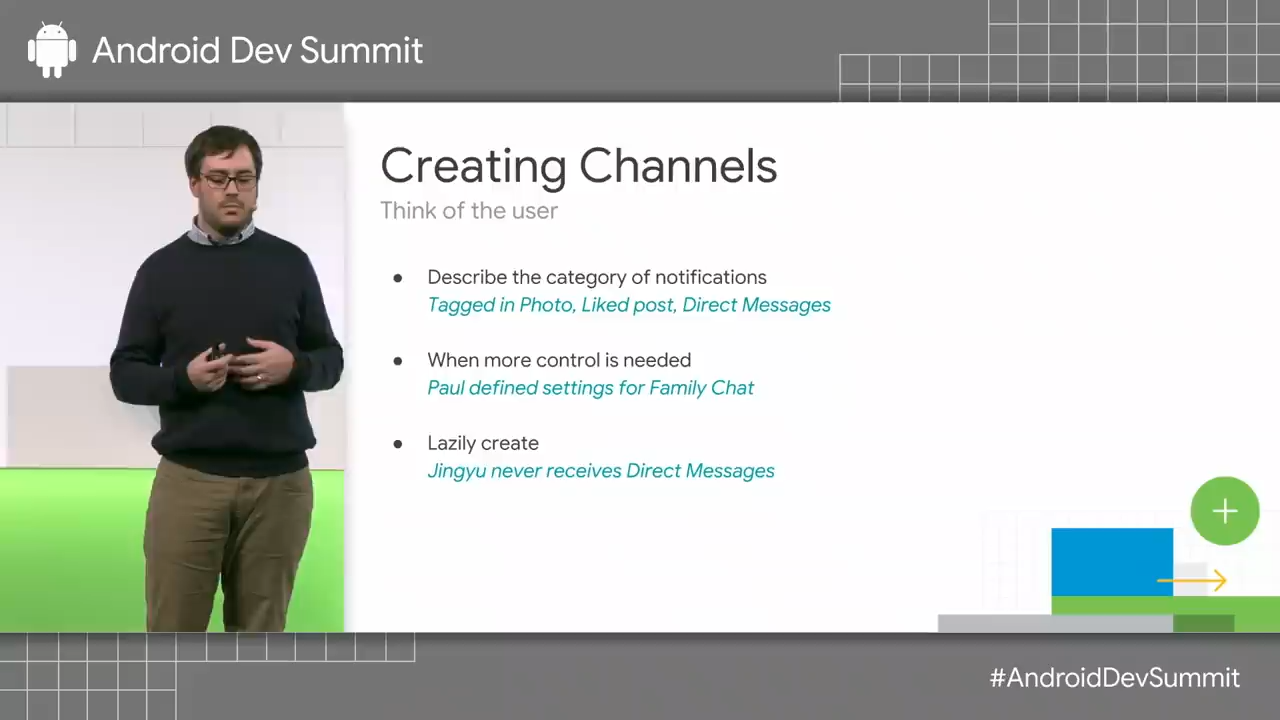 Android Dev Summit
Creating Channels
Think of the user
● Describe the category of notifications
Tagged in Photo, Liked post, Direct Messages
● When more control is needed
Paul defined settings for Family Chat
● Lazily create
Jingyu never receives Direct Messages
#AndroidDevSummit